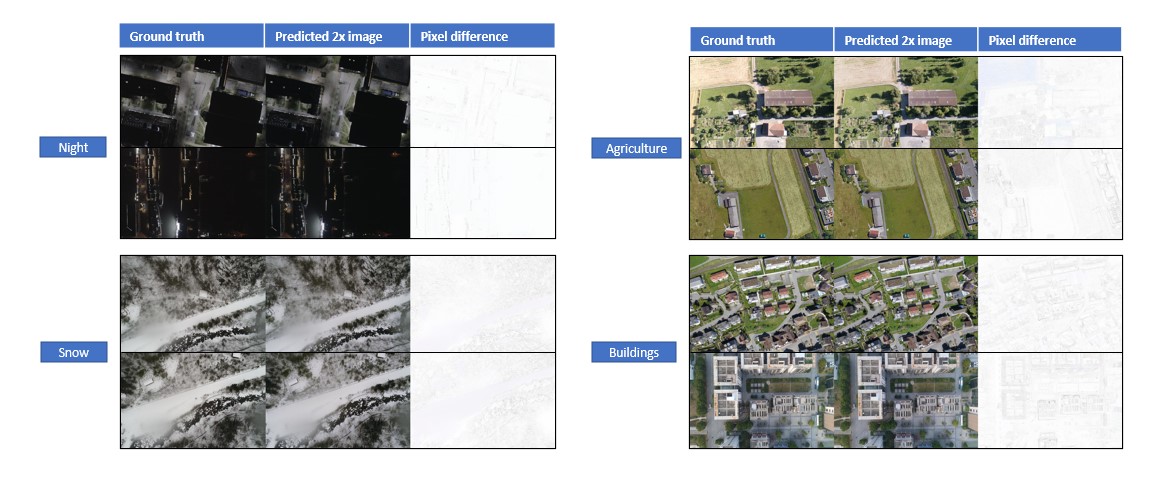 Ground truth Predicted 2x image Pixel difference
Night
Snow
Ground truth Predicted 2x image Pixel difference
Agriculture
Buildings